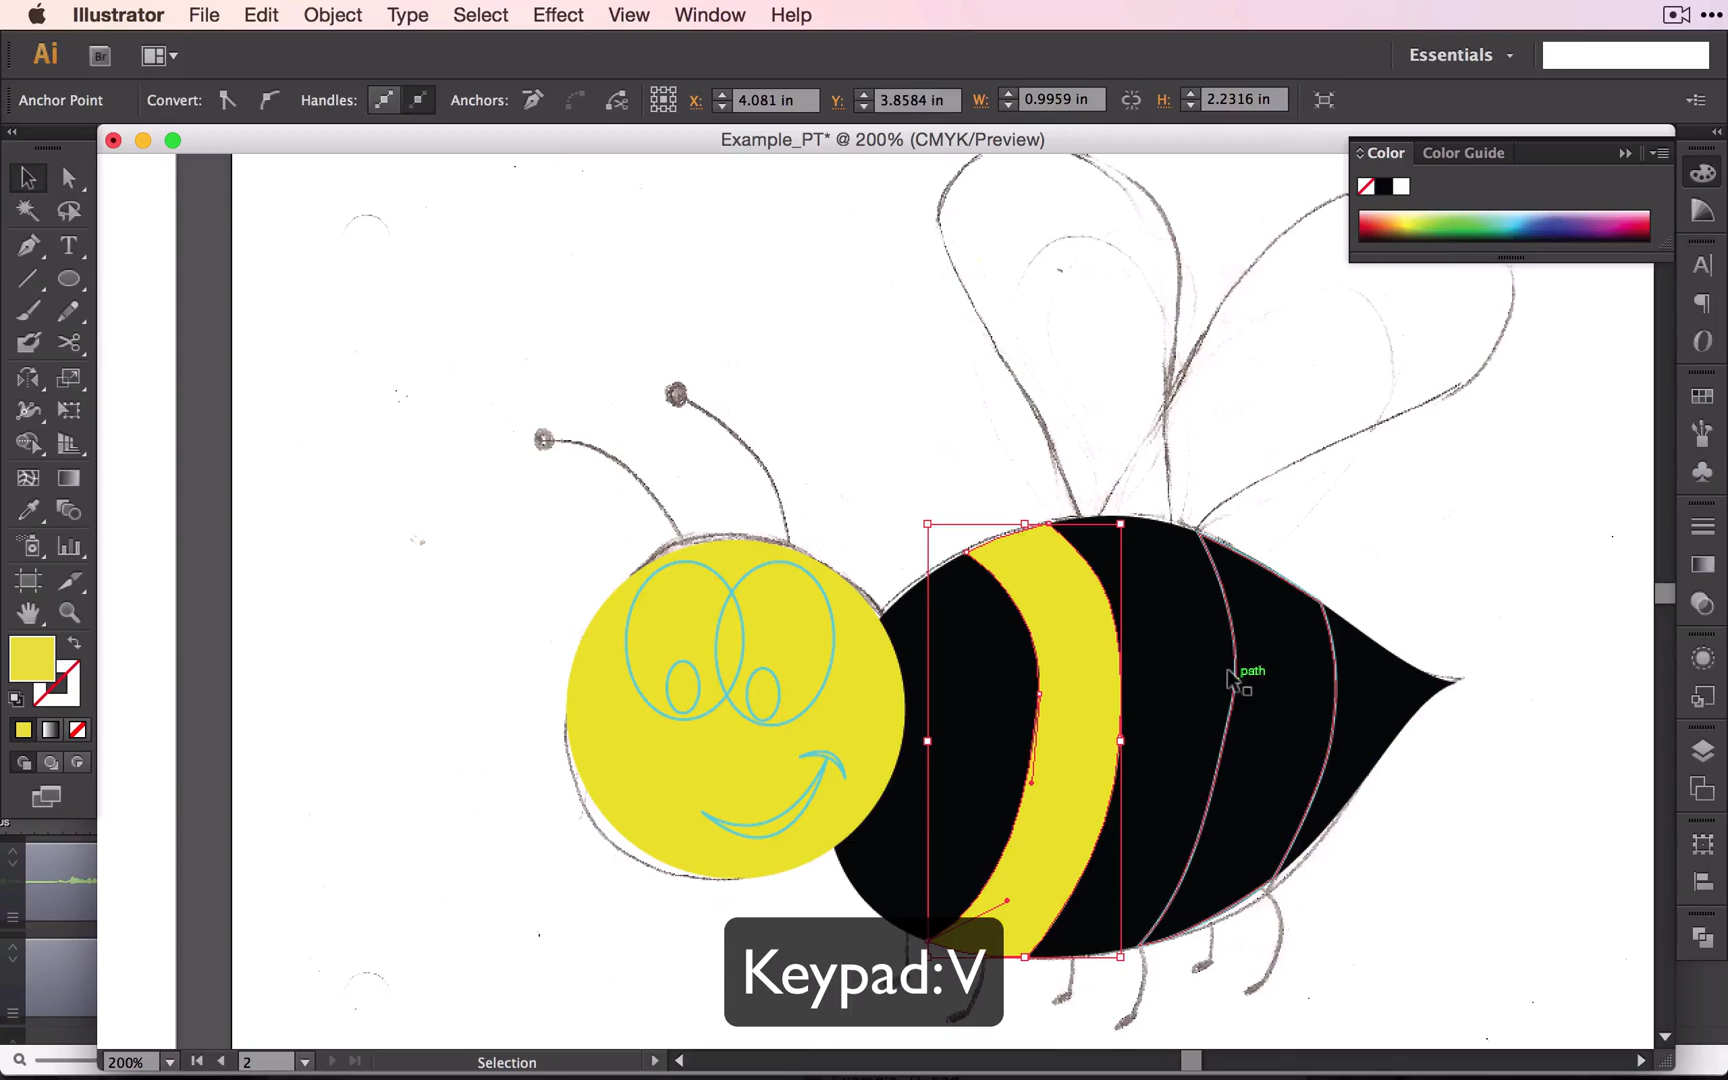 Illustrator File Edit Object Type Select Effect View Window Help
Ai Br Essentials
Anchor Point Convert: Handles: Anchors: X: 4.081 in Y: 3.8584 in W: 0.9959 in H: 2.2316 in
Example_PT* @ 200% (CMYK/Preview)
Color Color Guide
T
A
O
path
Keypad:V
200% 2 Selection